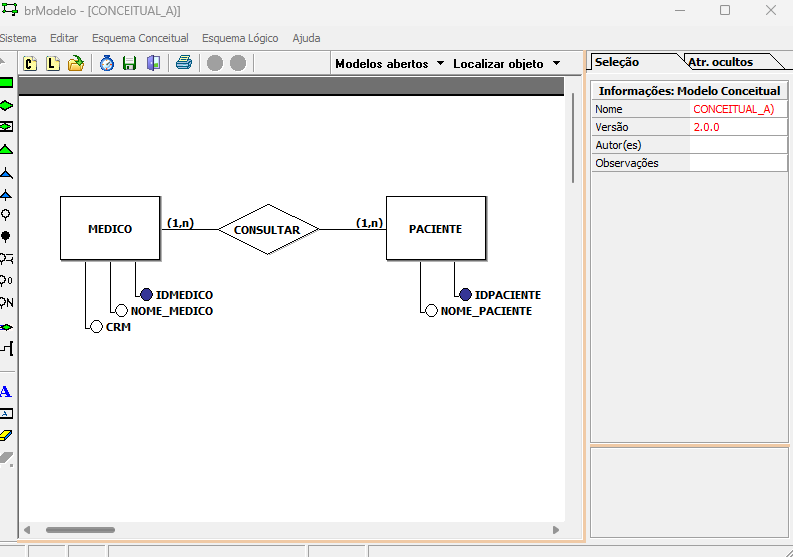 brModelo - [CONCEITUAL_A)]
Sistema Editar Esquema Conceitual Esquema Lógico Ajuda
C L Modelos abertos Localizar objeto
Seleção Atr. ocultos
Informações: Modelo Conceitual
Nome CONCEITUAL_A)
Versão 2.0.0
Autor(es)
Observações
(1,n) (1,n)
MEDICO CONSULTAR PACIENTE
IDMEDICO IDPACIENTE
NOME_MEDICO NOME_PACIENTE
CRM
0
N
A
A